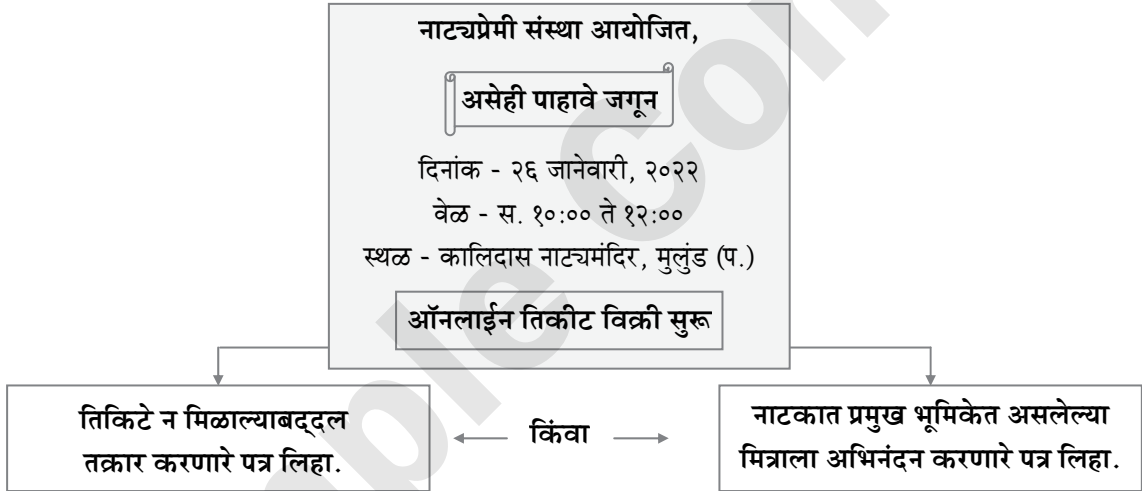 नाट्यप्रेमी संस्था आयोजित,
असेही पाहावे जगून
दिनांक - २६ जानेवारी, २०२२
वेळ - स. १०:०० ते १२:००
स्थळ - कालिदास नाट्यमंदिर, मुलुंड (प.)
ऑनलाईन तिकीट विक्री सुरू
तिकिटे न मिळाल्याबद्‌दल
तक्रार करणारे पत्र लिहा.
किंवा
नाटकात प्रमुख भूमिकेत असलेल्या
मित्राला अभिनंदन करणारे पत्र लिहा.